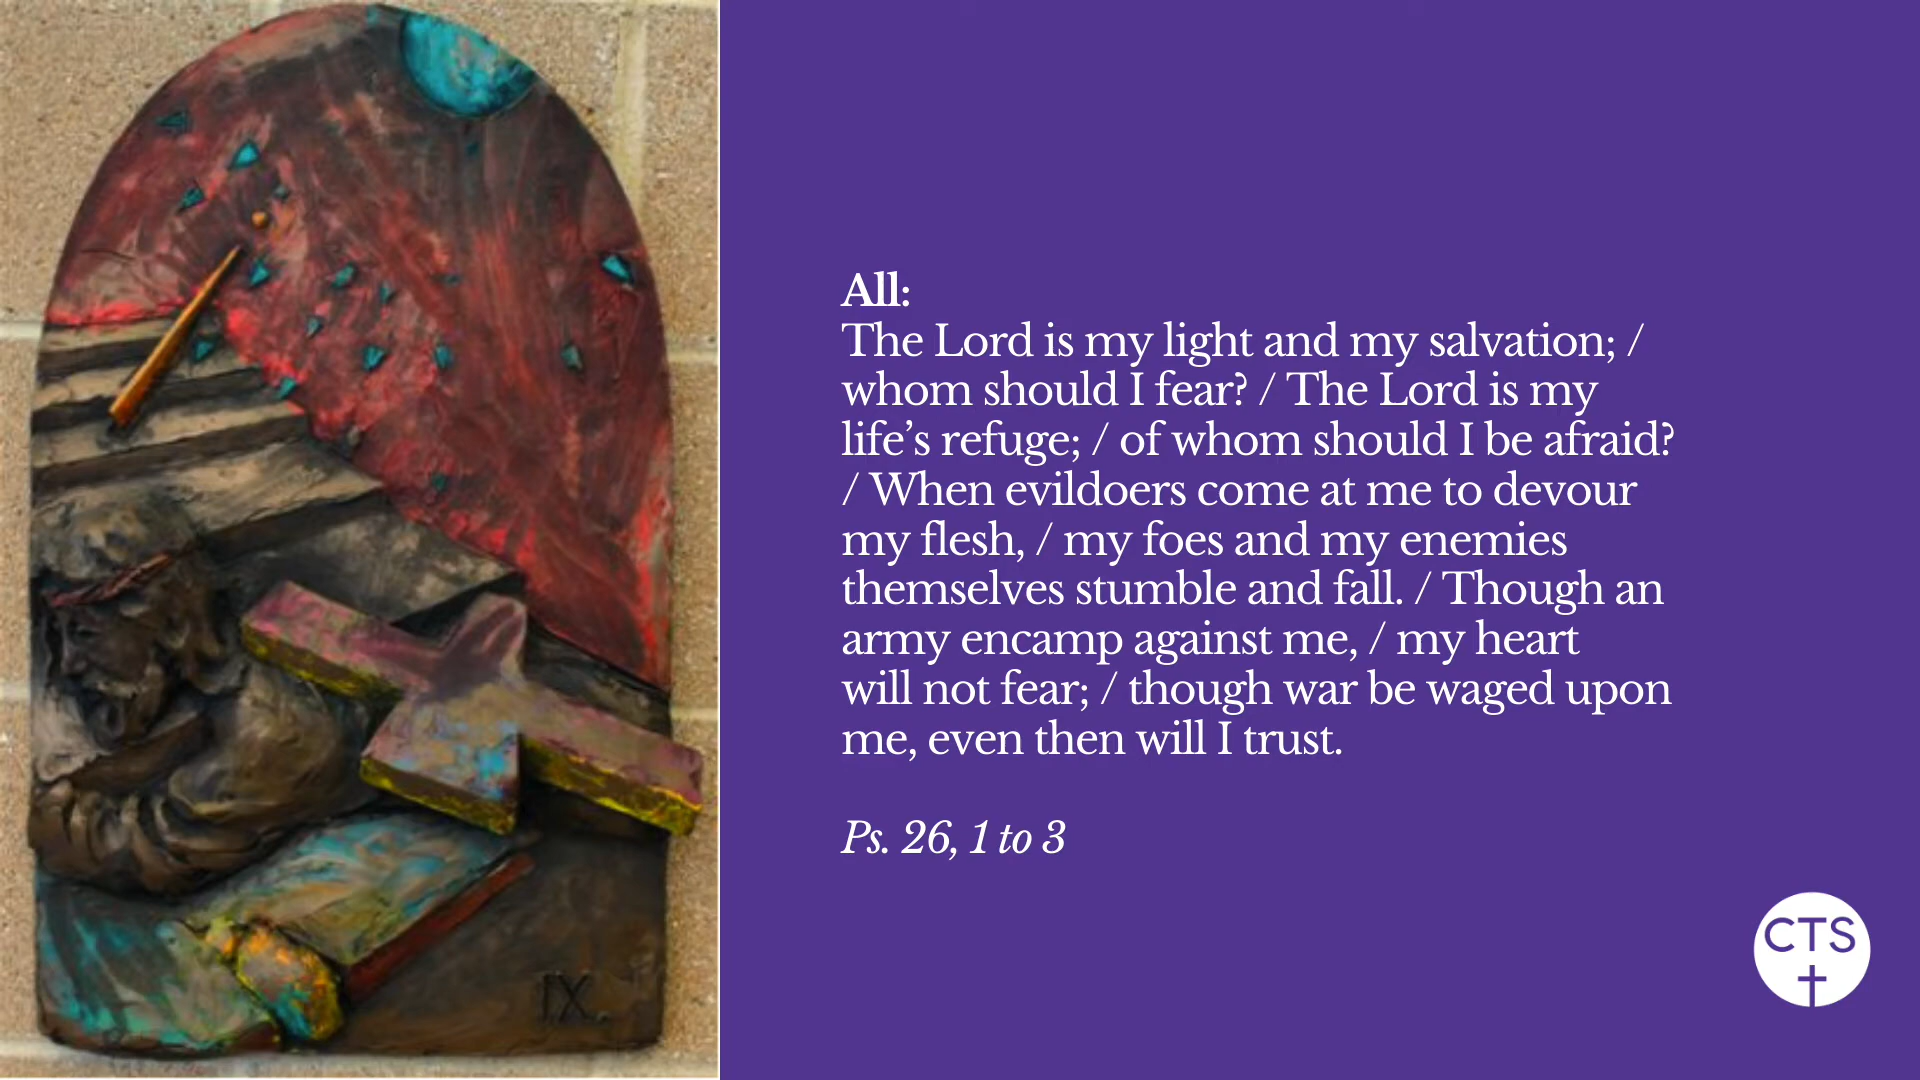 IX.
All:
The Lord is my light and my salvation; /
whom should I fear? / The Lord is my
life’s refuge; / of whom should I be afraid?
/ When evildoers come at me to devour
my flesh, / my foes and my enemies
themselves stumble and fall. / Though an
army encamp against me, / my heart
will not fear; / though war be waged upon
me, even then will I trust.
Ps. 26, 1 to 3
CTS